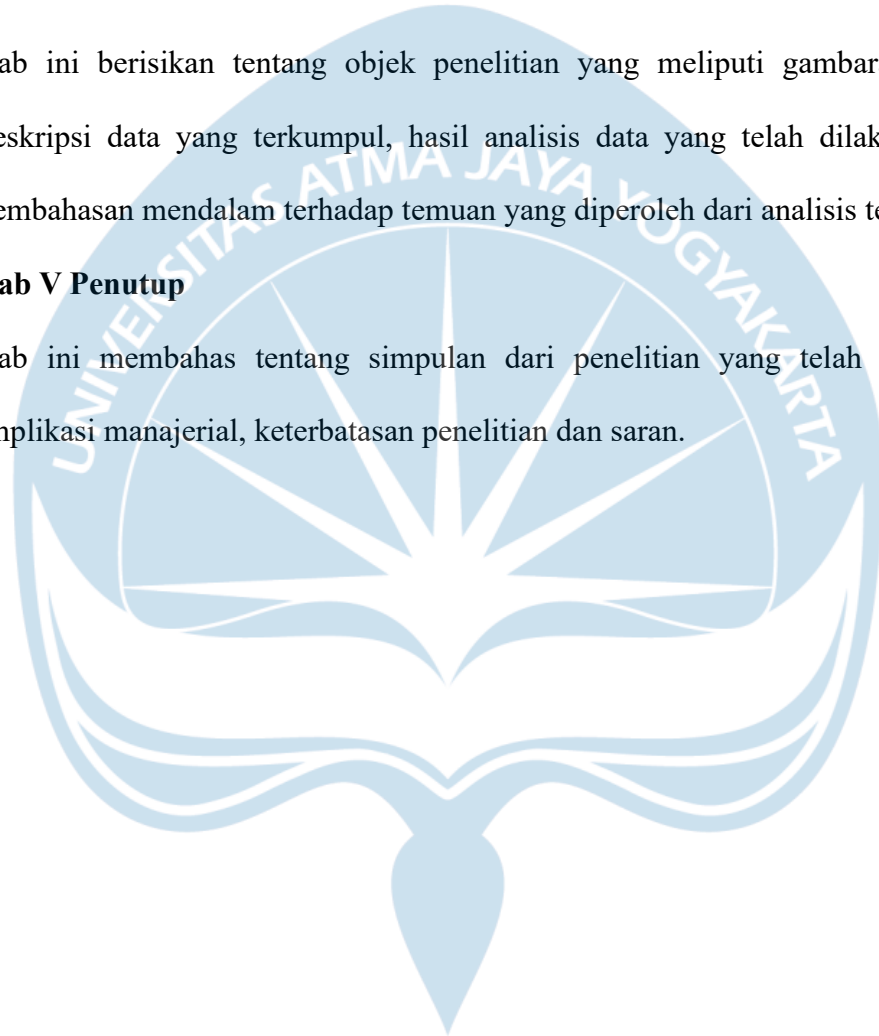 ab ini berisikan tentang objek penelitian yang meliputi gambar
eskripsi data yang terkumpul, hasil analisis data yang telah dilak
embahasan mendalam terhadap temuan yang diperoleh dari analisis te
ab V Penutup
ab ini membahas tentang simpulan dari penelitian yang telah
nplikasi manajerial, keterbatasan penelitian dan saran.
UNIVERSITAS ATMA JAYA YOGYAKARTA